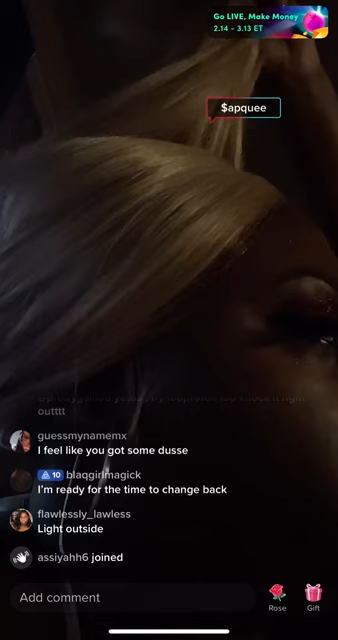 Go LIVE, Make Money
2.14 - 3.13 ET
$apquee
outttt
guessmynamemx
I feel like you got some dusse
10 blaqgirlmagick
I'm ready for the time to change back
flawlessly_lawless
Light outside
assiyahh6 joined
Add comment
Rose
Gift